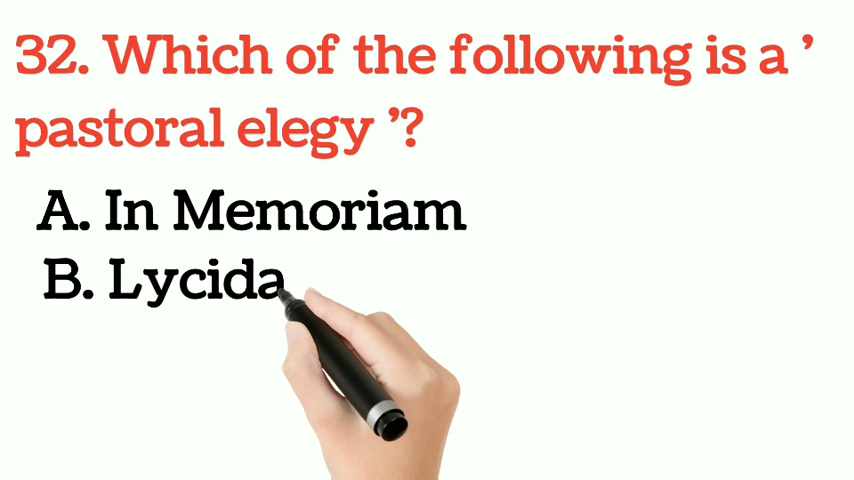 32. Which of the following is a ’
pastoral elegy ’?
A. In Memoriam
B. Lycida